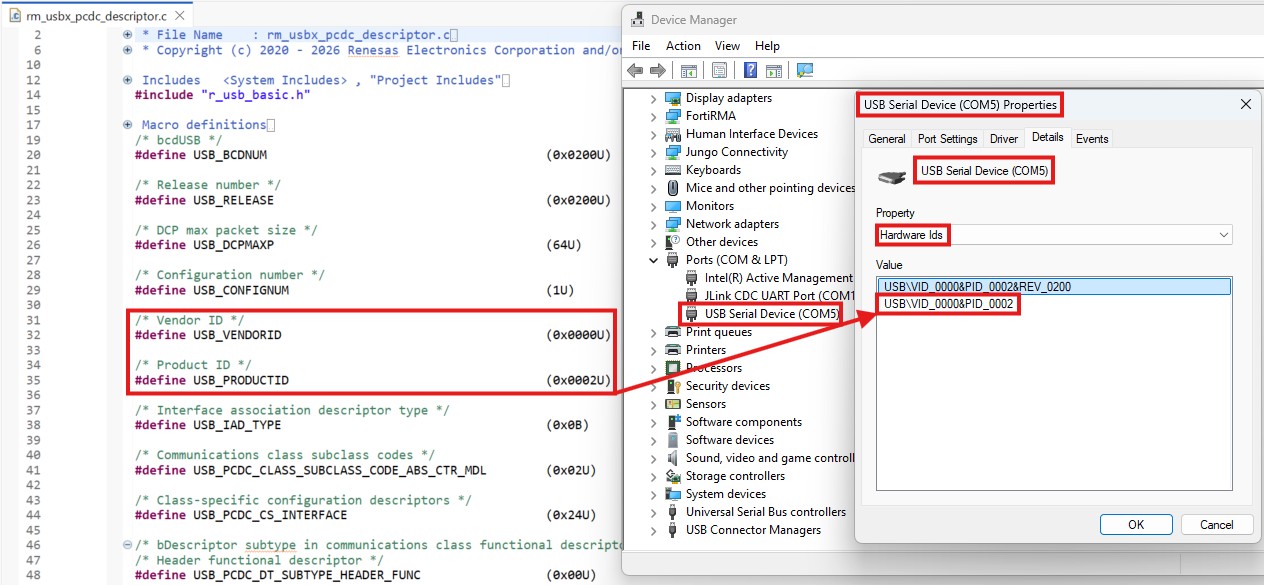 rm_usbx_pcdc_descriptor.c
2 * File Name : rm_usbx_pcdc_descriptor.c
6 * Copyright (c) 2020 - 2026 Renesas Electronics Corporation and/o
10
12 Includes <System Includes> , "Project Includes"
14 #include "r_usb_basic.h"
15
17 Macro definitions
19 /* bcdUSB */
20 #define USB_BCDNUM (0x0200U)
21
22 /* Release number */
23 #define USB_RELEASE (0x0200U)
24
25 /* DCP max packet size */
26 #define USB_DCPMAXP (64U)
27
28 /* Configuration number */
29 #define USB_CONFIGNUM (1U)
30
31 /* Vendor ID */
32 #define USB_VENDORID (0x0000U)
33
34 /* Product ID */
35 #define USB_PRODUCTID (0x0002U)
36
37 /* Interface association descriptor type */
38 #define USB_IAD_TYPE (0x0B)
39
40 /* Communications class subclass codes */
41 #define USB_PCDC_CLASS_SUBCLASS_CODE_ABS_CTR_MDL (0x02U)
42
43 /* Class-specific configuration descriptors */
44 #define USB_PCDC_CS_INTERFACE (0x24U)
45
46 /* bDescriptor subtype in communications class functional descripto
47 /* Header functional descriptor */
48 #define USB_PCDC_DT_SUBTYPE_HEADER_FUNC (0x00U)
Device Manager
File Action View Help
Display adapters
FortiRMA
Human Interface Devices
Jungo Connectivity
Keyboards
Mice and other pointing devices
Monitors
Network adapters
Other devices
Ports (COM & LPT)
Intel(R) Active Management
JLink CDC UART Port (COM1
USB Serial Device (COM5)
Print queues
Printers
Processors
Security devices
Sensors
Software components
Software devices
Sound, video and game controll
Storage controllers
System devices
Universal Serial Bus controllers
USB Connector Managers
USB Serial Device (COM5) Properties
General Port Settings Driver Details Events
USB Serial Device (COM5)
Property
Hardware Ids
Value
USB\VID_0000&PID_0002&REV_0200
USB\VID_0000&PID_0002
OK Cancel